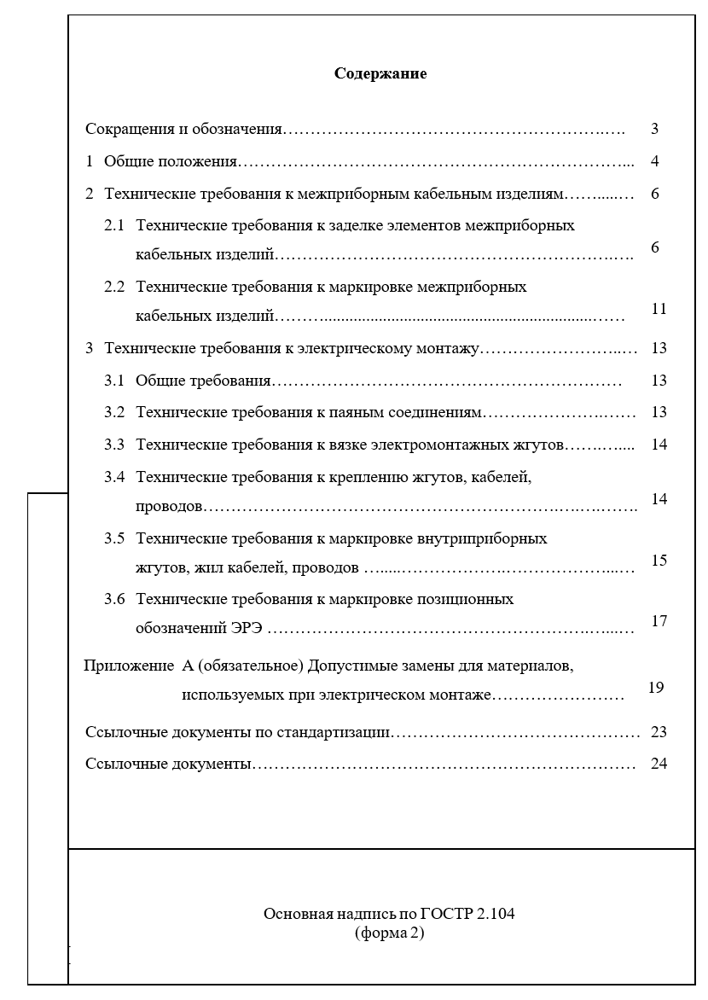 Содержание
Сокращения и обозначения…………………………………………………….…. 3
1 Общие положения……………………………………………………………... 4
2 Технические требования к межприборным кабельным изделиям…….....… 6
2.1 Технические требования к заделке элементов межприборных
кабельных изделий…………………………………………………….…. 6
2.2 Технические требования к маркировке межприборных
кабельных изделий………................................................................…… 11
3 Технические требования к электрическому монтажу……………………..… 13
3.1 Общие требования……………………………………………………… 13
3.2 Технические требования к паяным соединениям………………….…… 13
3.3 Технические требования к вязке электромонтажных жгутов…….….... 14
3.4 Технические требования к креплению жгутов, кабелей,
проводов……………………………………………………….….….……. 14
3.5 Технические требования к маркировке внутриприборных
жгутов, жил кабелей, проводов ….....……………….………………...… 15
3.6 Технические требования к маркировке позиционных
обозначений ЭРЭ ………………………………………………….…...… 17
Приложение А (обязательное) Допустимые замены для материалов,
используемых при электрическом монтаже…………………… 19
Ссылочные документы по стандартизации……………………………………… 23
Ссылочные документы…………………………………………………………… 24
Основная надпись по ГОСТР 2.104
(форма 2)